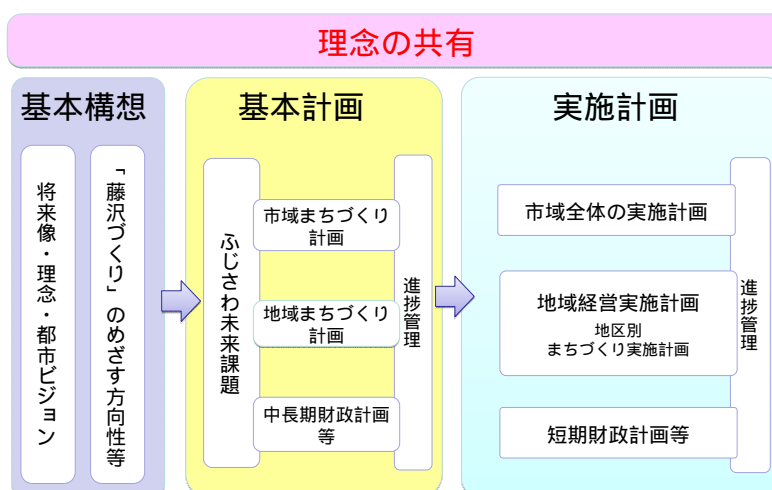 理念の共有
基本構想
将来像・理念・都市ビジョン
「藤沢づくり」のめざす方向性等
基本計画
ふじさわ未来課題
市域まちづくり
計画
地域まちづくり
計画
中長期財政計画
等
進捗管理
実施計画
市域全体の実施計画
地域経営実施計画
地区別
まちづくり実施計画
短期財政計画等
進捗管理